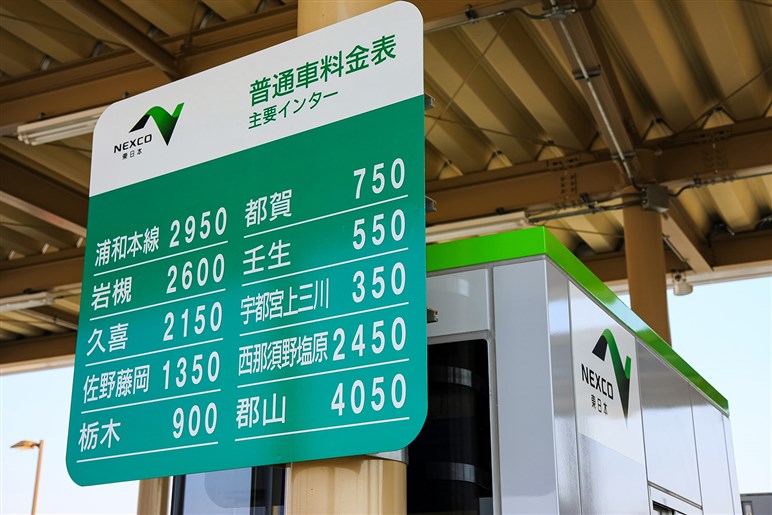 NEXCO
東日本
普通車料金表
主要インター
浦和本線 2950
岩槻 2600
久喜 2150
佐野藤岡 1350
栃木 900
都賀 750
壬生 550
宇都宮上三川 350
西那須野塩原 2450
郡山 4050
NEXCO
東日本